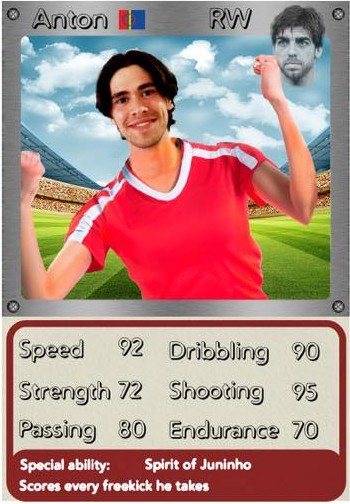 Anton RW
Speed 92 Dribbling 90
Strength 72 Shooting 95
Passing 80 Endurance 70
Special ability: Spirit of Juninho
Scores every freekick he takes